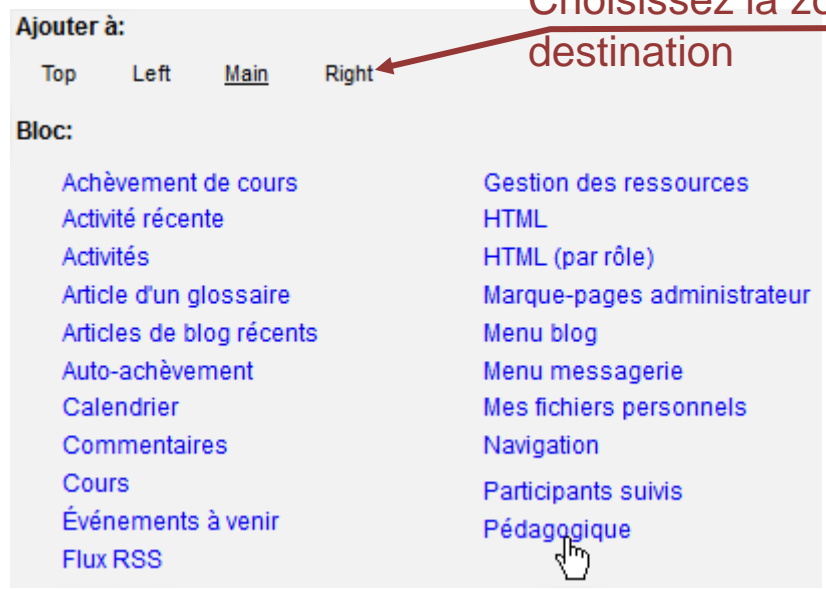 Choisissez la
destination
Ajouter à:
Top Left Main Right
Bloc:
Achèvement de cours
Activité récente
Activités
Article d'un glossaire
Articles de blog récents
Auto-achèvement
Calendrier
Commentaires
Cours
Événements à venir
Flux RSS
Gestion des ressources
HTML
HTML (par rôle)
Marque-pages administrateur
Menu blog
Menu messagerie
Mes fichiers personnels
Navigation
Participants suivis
Pédagogique